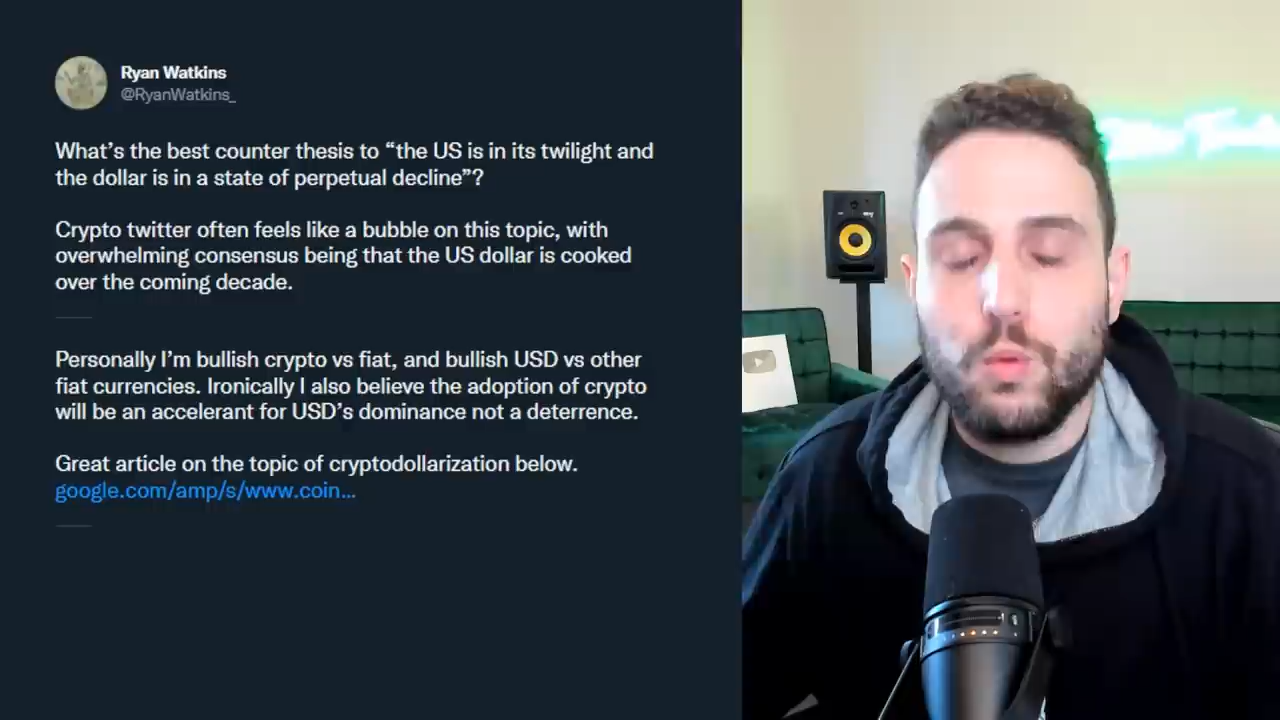 Ryan Watkins
@RyanWatkins_
What's the best counter thesis to “the US is in its twilight and
the dollar is in a state of perpetual decline”?
Crypto twitter often feels like a bubble on this topic, with
overwhelming consensus being that the US dollar is cooked
over the coming decade.
Personally I'm bullish crypto vs fiat, and bullish USD vs other
fiat currencies. Ironically I also believe the adoption of crypto
will be an accelerant for USD's dominance not a deterrence.
Great article on the topic of cryptodollarization below.
google.com/amp/s/www.coin...